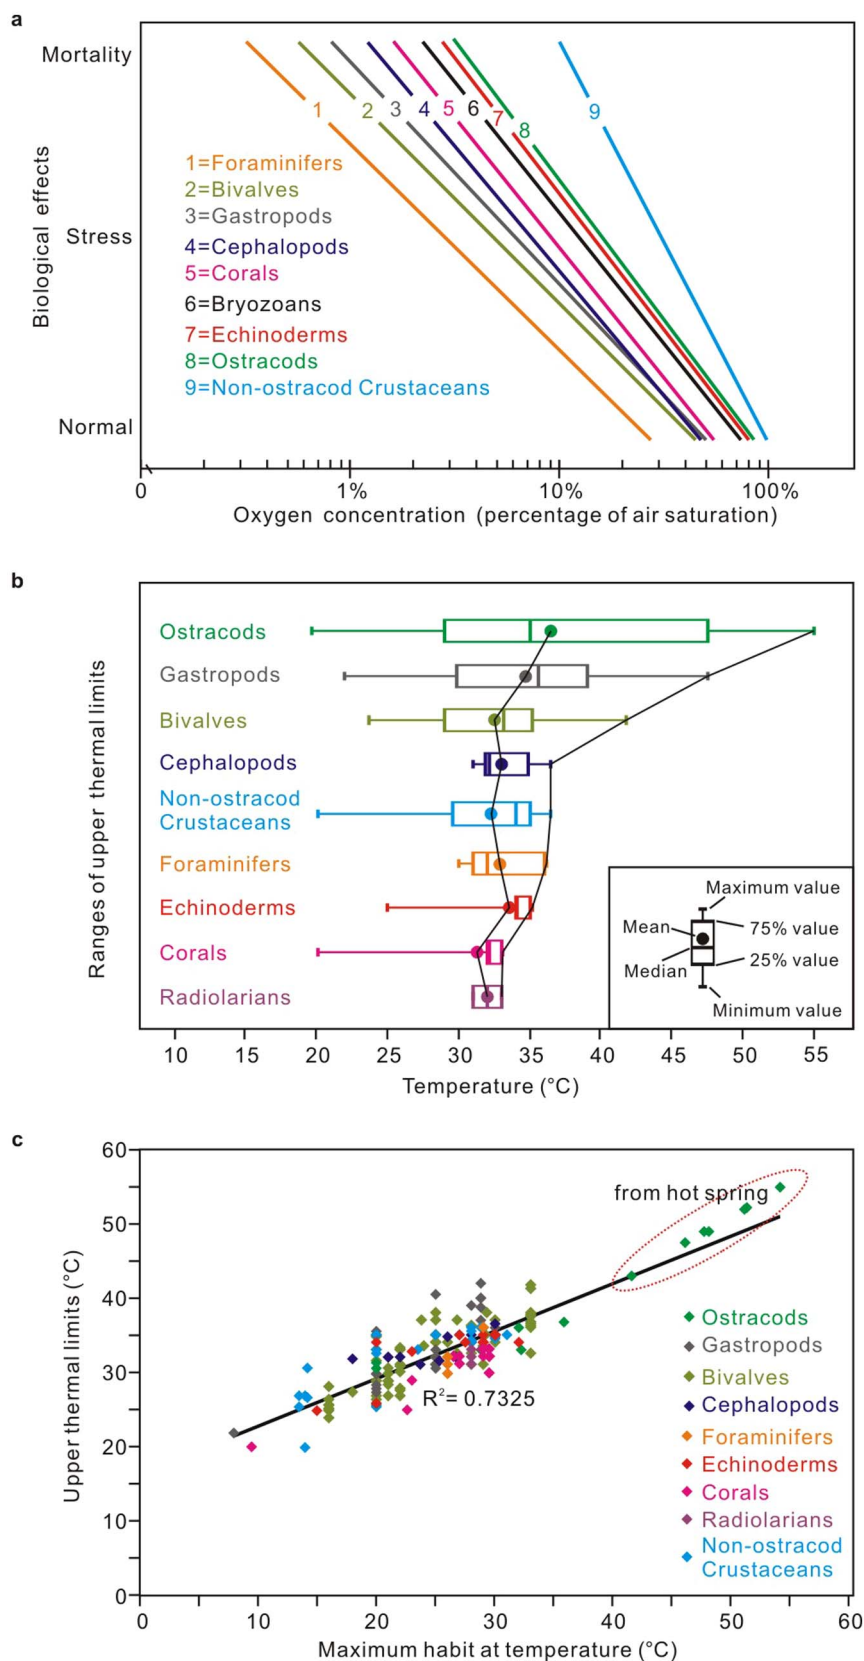 a
Mortality
Stress
Normal
Biological effects
1
2
3
4
5
6
7
8
9
1=Foraminifers
2=Bivalves
3=Gastropods
4=Cephalopods
5=Corals
6=Bryozoans
7=Echinoderms
8=Ostracods
9=Non-ostracod Crustaceans
0 1% 10% 100%
Oxygen concentration (percentage of air saturation)
b
Ranges of upper thermal limits
Ostracods
Gastropods
Bivalves
Cephalopods
Non-ostracod
Crustaceans
Foraminifers
Echinoderms
Corals
Radiolarians
Maximum value
Mean
75% value
Median
25% value
Minimum value
10 15 20 25 30 35 40 45 50 55
Temperature (°C)
c
Upper thermal limits (°C)
60
50
40
30
20
10
0
from hot spring
R²= 0.7325
Ostracods
Gastropods
Bivalves
Cephalopods
Foraminifers
Echinoderms
Corals
Radiolarians
Non-ostracod
Crustaceans
0 10 20 30 40 50 60
Maximum habit at temperature (°C)